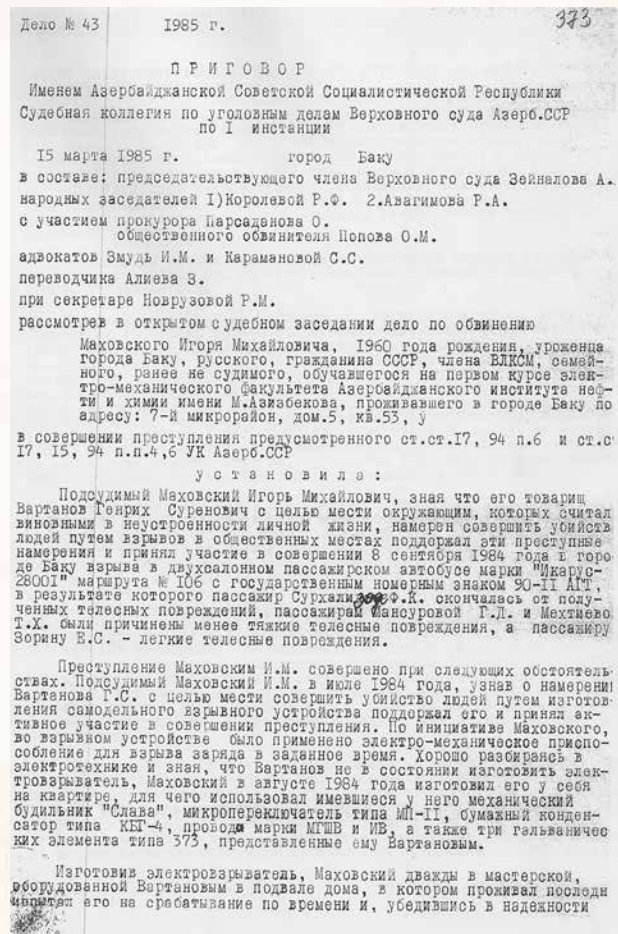 373
Дело № 43 1985 г.
ПРИГОВОР
Именем Азербайджанской Советской Социалистической Республики
Судебная коллегия по уголовным делам Верховного суда Азерб.ССР
по I инстанции
15 марта 1985 г. город Баку
в составе: председательствующего члена Верховного суда Зейналова А.
народных заседателей I)Королевой Р.Ф. 2.Авагимова Р.А.
с участием прокурора Парсаданова О.
общественного обвинителя Попова О.М.
адвокатов Змудь И.М. и Карамановой С.С.
переводчика Алиева З.
при секретаре Новрузовой Р.М.
рассмотрев в открытом судебном заседании дело по обвинению
Маховского Игоря Михайловича, 1960 года рождения, уроженца
города Баку, русского, гражданина СССР, члена ВЛКСМ, семей-
ного, ранее не судимого, обучавшегося на первом курсе элек-
тро-механического факультета Азербайджанского института неф-
ти и химии имени М.Азизбекова, проживавшего в городе Баку по
адресу: 7-й микрорайон, дом.5, кв.53, у
в совершении преступления предусмотренного ст.ст.17, 94 п.6 и ст.с
17, 15, 94 п.п.4,6 УК Азерб.ССР
установила:
Подсудимый Маховский Игорь Михайлович, зная что его товарищ
Вартанов Генрих Суренович с целью мести окружающим, которых считал
виновными в неустроенности личной жизни, намерен совершить убийств
людей путем взрывов в общественных местах поддержал эти преступные
намерения и принял участие в совершении 8 сентября 1984 года в горо
де Баку взрыва в двухсалонном пассажирском автобусе марки "Икарус-
28001" маршрута № 106 с государственным номерным знаком 90-11 АГТ.
в результате которого пассажир Сурхализаде Ф.К. скончалась от полу-
ченных телесных повреждений, пассажирам Мансуровой Г.Д. и Мехтиево
Т.Х. были причинены менее тяжкие телесные повреждения, а пассажиру
Зорину Е.С. - легкие телесные повреждения.
Преступление Маховским И.М. совершено при следующих обстоятель-
ствах. Подсудимый Маховский И.М. в июле 1984 года, узнав о намерении
Вартанова Г.С. с целью мести совершить убийство людей путем изготов-
ления самодельного взрывного устройства поддержал его и принял ак-
тивное участие в совершении преступления. По инициативе Маховского,
во взрывном устройстве было применено электро-механическое приспо-
собление для взрыва заряда в заданное время. Хорошо разбираясь в
электротехнике и зная, что Вартанов не в состоянии изготовить элек-
тровзрыватель, Маховский в августе 1984 года изготовил его у себя
на квартире, для чего использовал имевшиеся у него механический
будильник "Слава", микропереключатель типа МП-11, бумажный конден-
сатор типа КБГ-4, провода марки МГШВ и ИВ, а также три гальваничес
ких элемента типа 373, представленные ему Вартановым.
Изготовив электровзрыватель, Маховский дважды в мастерской,
оборудованной Вартановым в подвале дома, в котором проживал последн
испытал его на срабатывание по времени и, убедившись в надежности